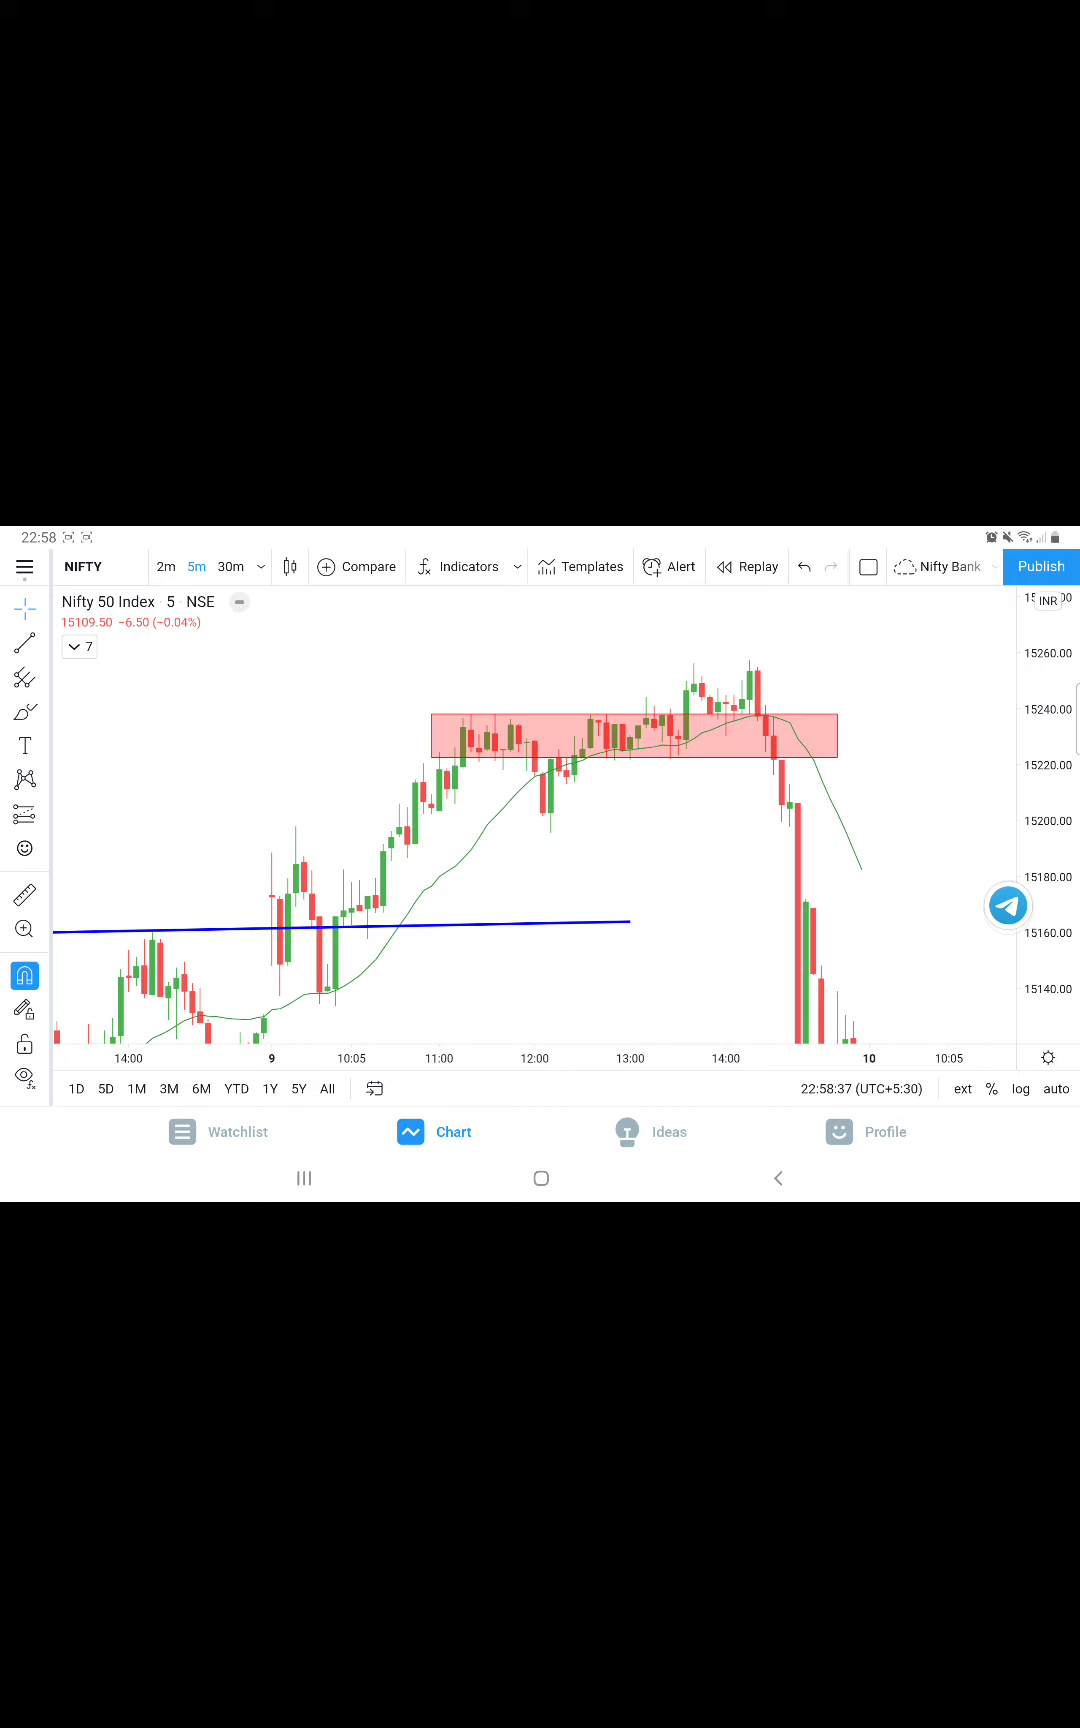 22:58
NIFTY 2m 5m 30m Compare Indicators Templates Alert Replay Nifty Bank Publish
Nifty 50 Index · 5 · NSE
INR
15109.50 −6.50 (−0.04%)
7
15260.00
15240.00
15220.00
15200.00
15180.00
15160.00
15140.00
14:00 9 10:05 11:00 12:00 13:00 14:00 10 10:05
1D 5D 1M 3M 6M YTD 1Y 5Y All 22:58:37 (UTC+5:30) ext % log auto
Watchlist Chart Ideas Profile